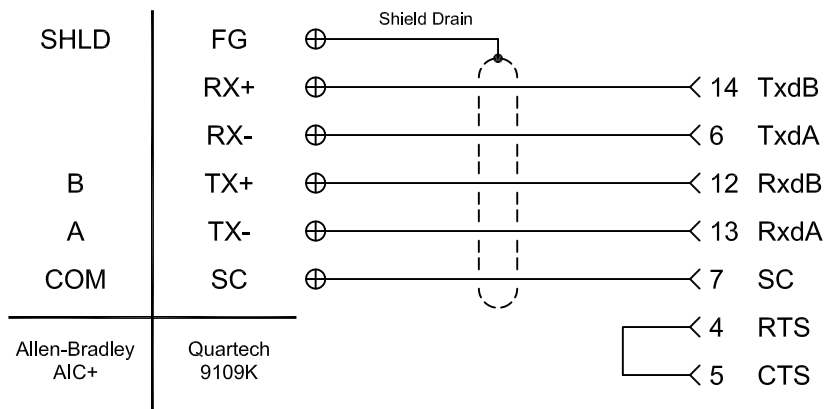 Shield Drain
SHLD FG
RX+ 14 TxdB
RX- 6 TxdA
B TX+ 12 RxdB
A TX- 13 RxdA
COM SC 7 SC
4 RTS
Allen-Bradley Quartech
AIC+ 9109K
5 CTS